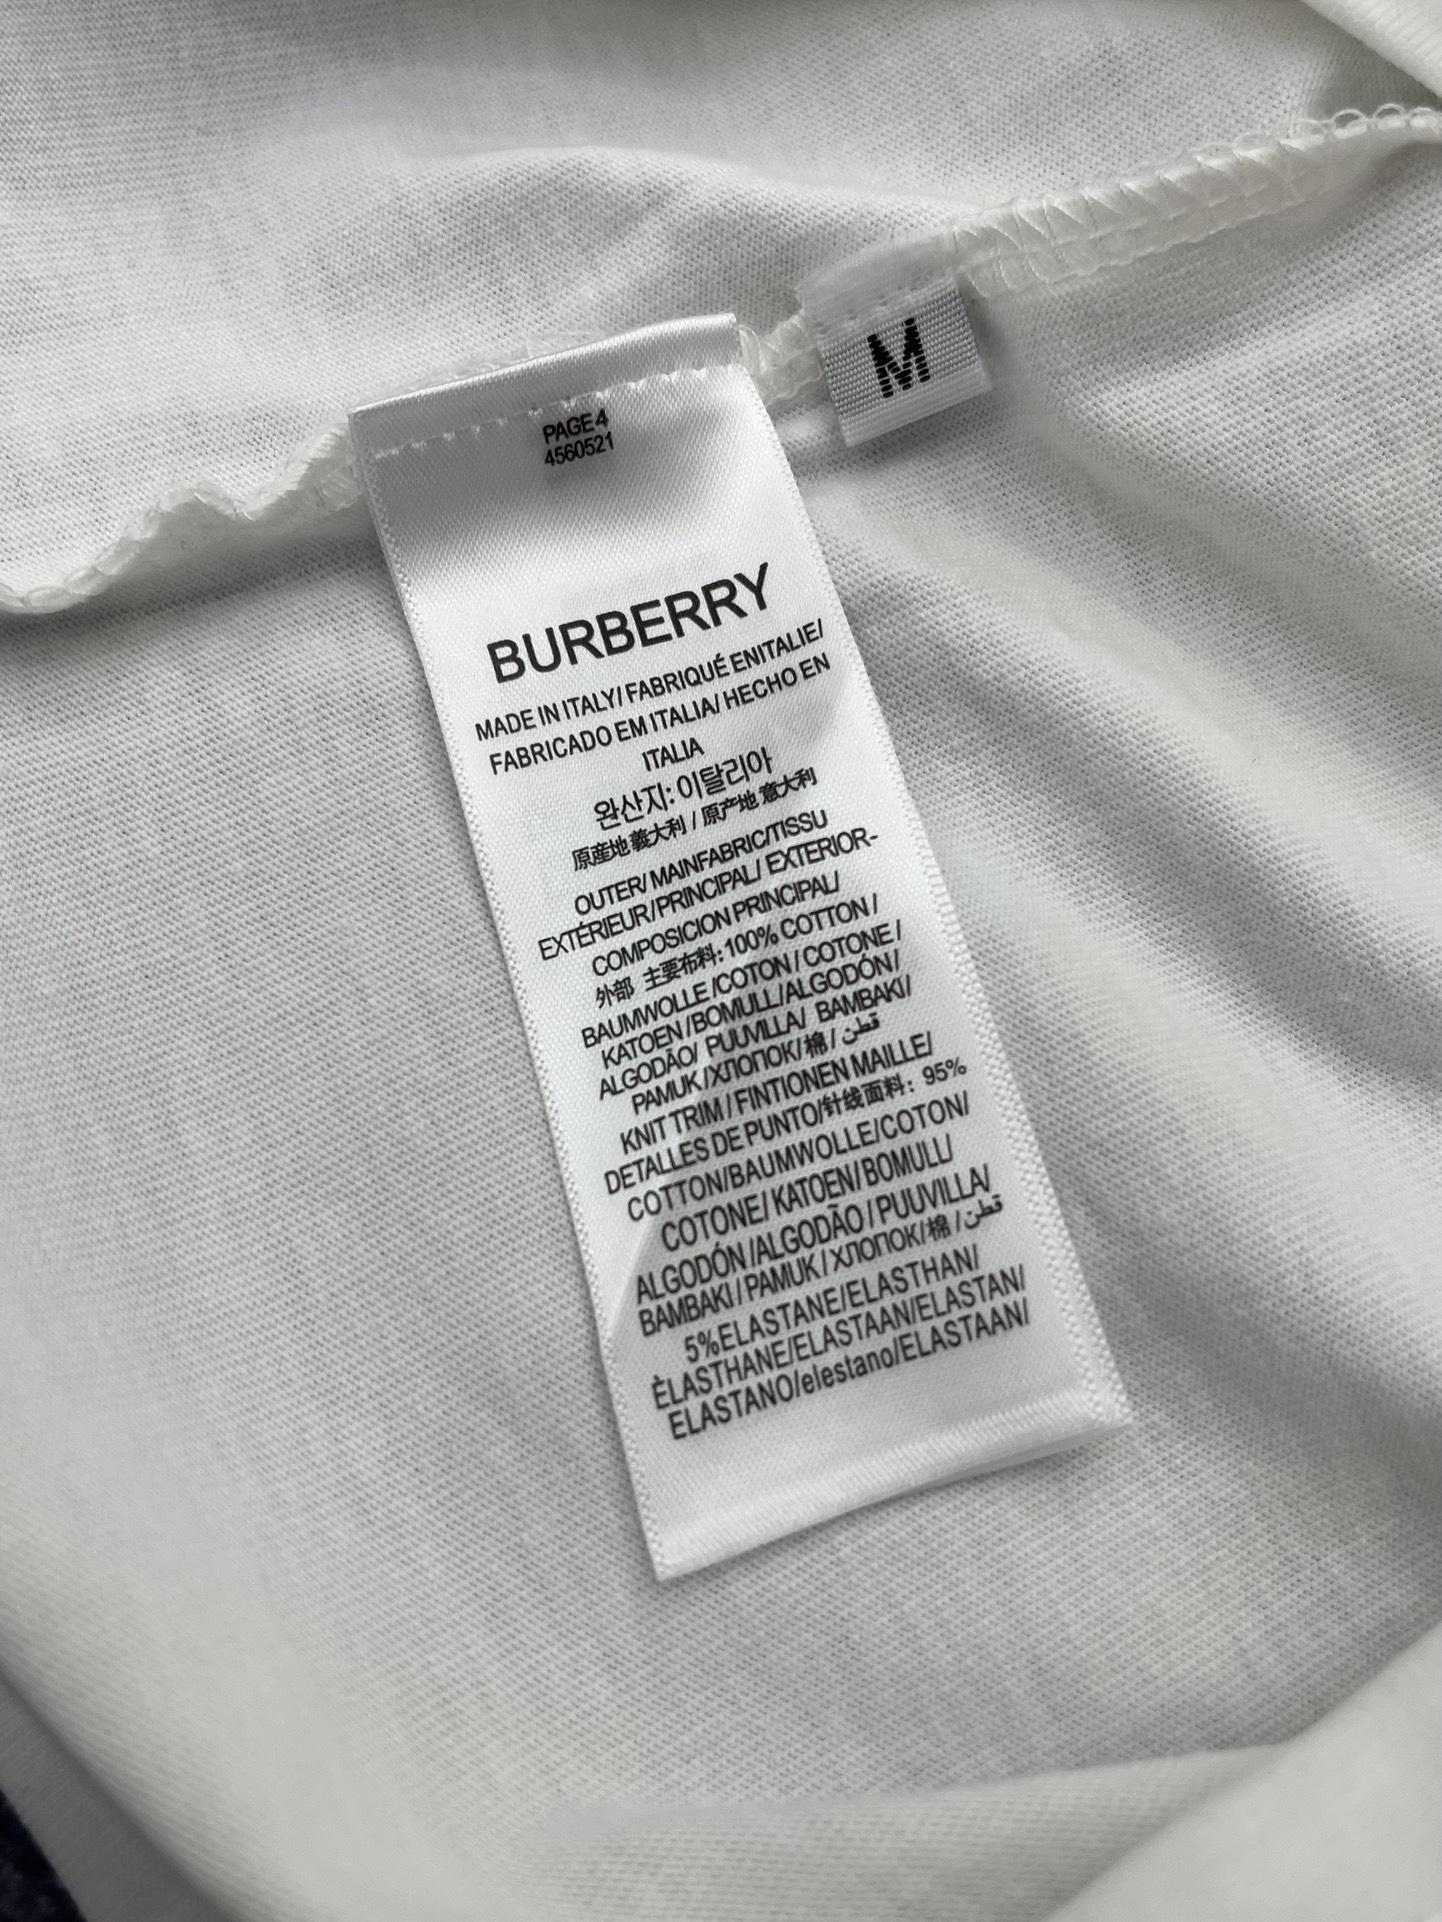 M
PAGE 4
4560521
BURBERRY
MADE IN ITALY/ FABRIQUÉ ENITALIE/
FABRICADO EM ITALIA/ HECHO EN
ITALIA
완산지: 이탈리아
原産地 義大利 / 原产地 意大利
OUTER/ MAINFABRIC/TISSU
EXTÉRIEUR/PRINCIPAL/ EXTERIOR-
COMPOSICION PRINCIPAL/
外部 主要布料: 100% COTTON /
BAUMWOLLE /COTON / COTONE /
KATOEN /BOMULL/ALGODÓN/
ALGODÃO/ PUUVILLA/ BAMBAKI/
PAMUK /ХЛОПОК/ 棉 / قطن
KNIT TRIM / FINTIONEN MAILLE/
DETALLES DE PUNTO/针线面料: 95%
COTTON/BAUMWOLLE/COTON/
COTONE/ KATOEN/ BOMULL/
ALGODÓN /ALGODÃO / PUUVILLA/
BAMBAKI / PAMUK / ХЛОПОК/棉 /قطن
5%ELASTANE/ELASTHAN/
ÈLASTHANE/ELASTAAN/ELASTAN/
ELASTANO/elestano/ELASTAAN/